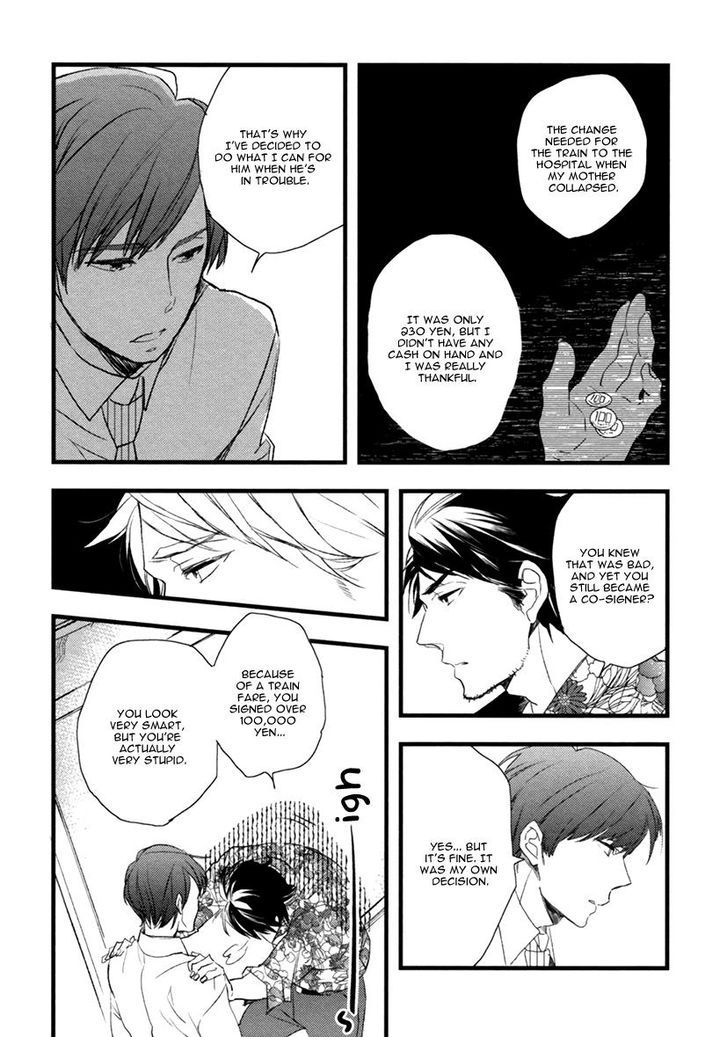 THE CHANGE
NEEDED FOR
THE TRAIN TO THE
HOSPITAL WHEN
MY MOTHER
COLLAPSED.
IT WAS ONLY
230 YEN, BUT I
DIDN'T HAVE ANY
CASH ON HAND AND
I WAS REALLY
THANKFUL.
100
100
THAT'S WHY
I'VE DECIDED TO
DO WHAT I CAN FOR
HIM WHEN HE'S
IN TROUBLE.
YOU KNEW
THAT WAS BAD,
AND YET YOU
STILL BECAME
A CO-SIGNER?
YES... BUT
IT'S FINE. IT
WAS MY OWN
DECISION.
BECAUSE
OF A TRAIN
FARE, YOU
SIGNED OVER
100,000
YEN...
YOU LOOK
VERY SMART,
BUT YOU'RE
ACTUALLY
VERY STUPID.
S
igh